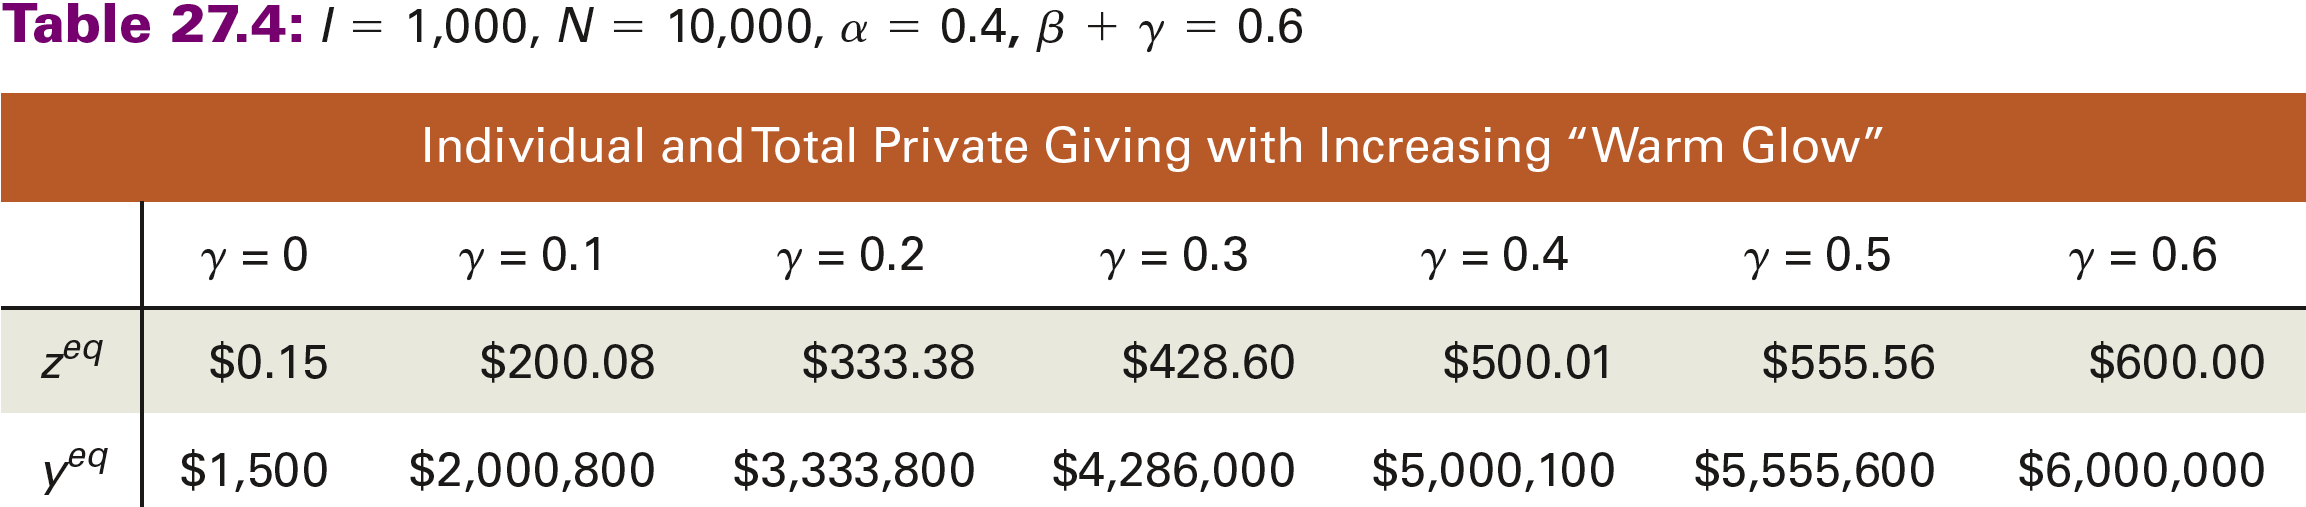 Table 27.4: I = 1,000, N = 10,000, α = 0.4, β + γ = 0.6
Individual and Total Private Giving with Increasing “Warm Glow”
γ = 0 γ = 0.1 γ = 0.2 γ = 0.3 γ = 0.4 γ = 0.5 γ = 0.6
z^eq $0.15 $200.08 $333.38 $428.60 $500.01 $555.56 $600.00
y^eq $1,500 $2,000,800 $3,333,800 $4,286,000 $5,000,100 $5,555,600 $6,000,000